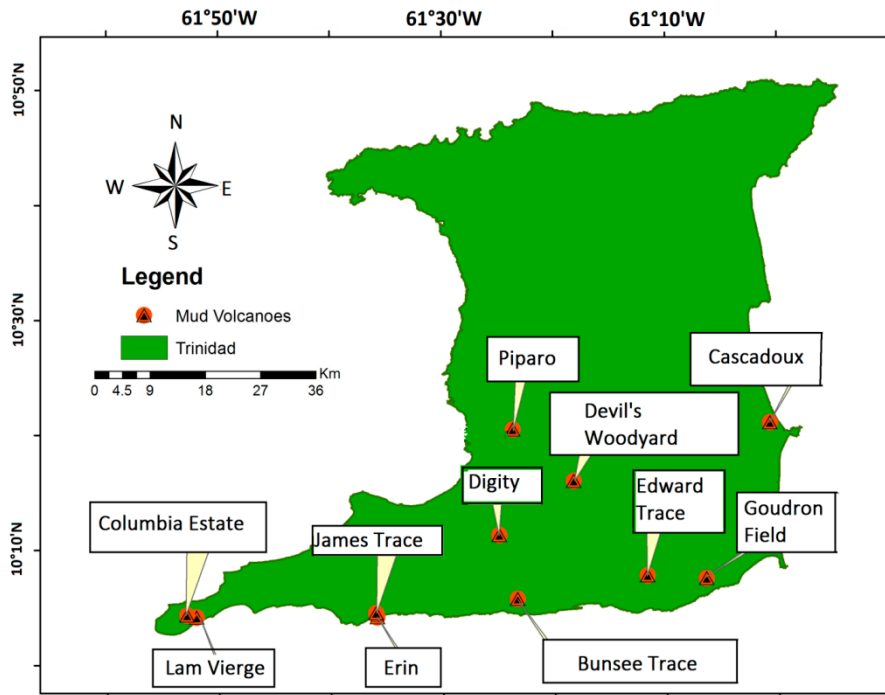 61°50'W
61°30'W
61°10'W
10°50'N
10°30'N
10°10'N
N
W
E
S
Legend
Mud Volcanoes
Trinidad
Km
0 4.5 9 18 27 36
Piparo
Cascadoux
Devil's
Woodyard
Digity
Edward
Trace
Goudron
Field
Columbia Estate
James Trace
Lam Vierge
Erin
Bunsee Trace